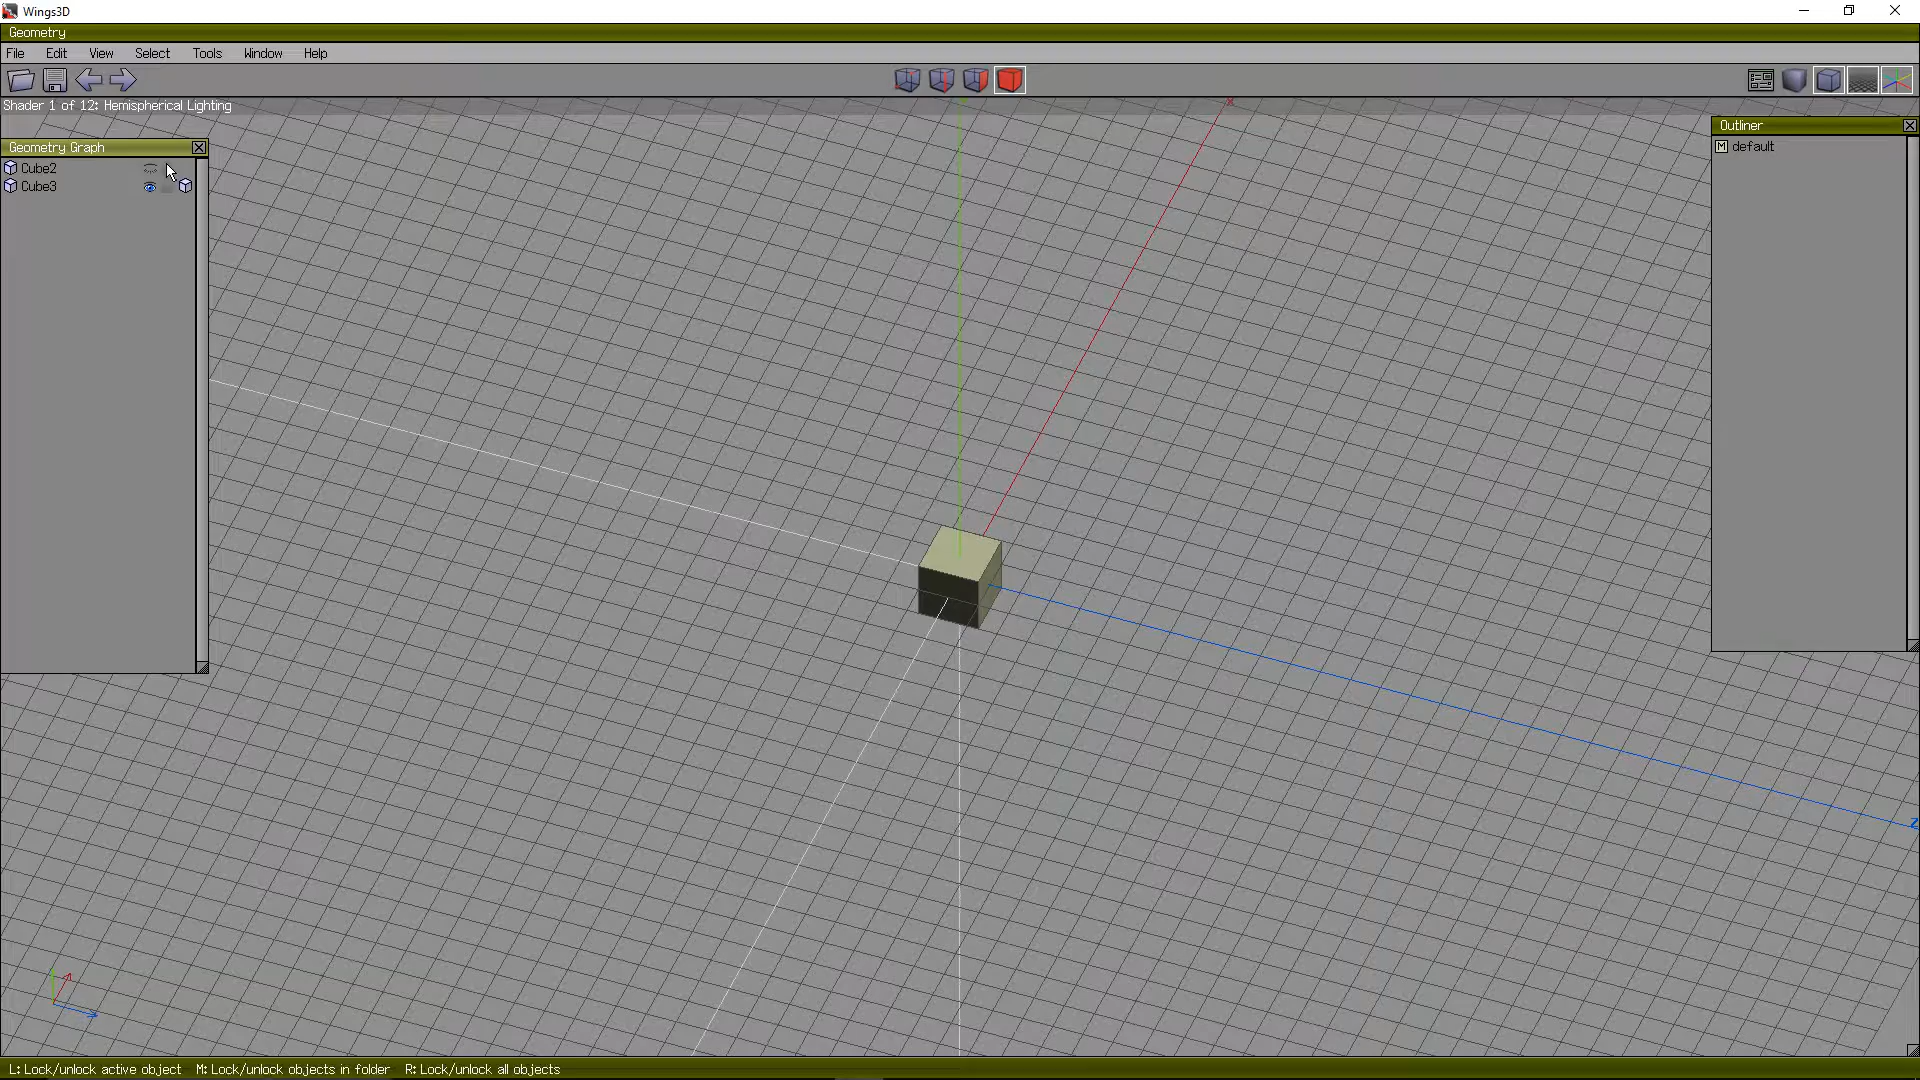 Wings3D
Geometry
File Edit View Select Tools Window Help
Shader 1 of 12: Hemispherical Lighting
X
Outliner
default
Geometry Graph
Cube2
Cube3
Z
L: Lock/unlock active object M: Lock/unlock objects in folder R: Lock/unlock all objects